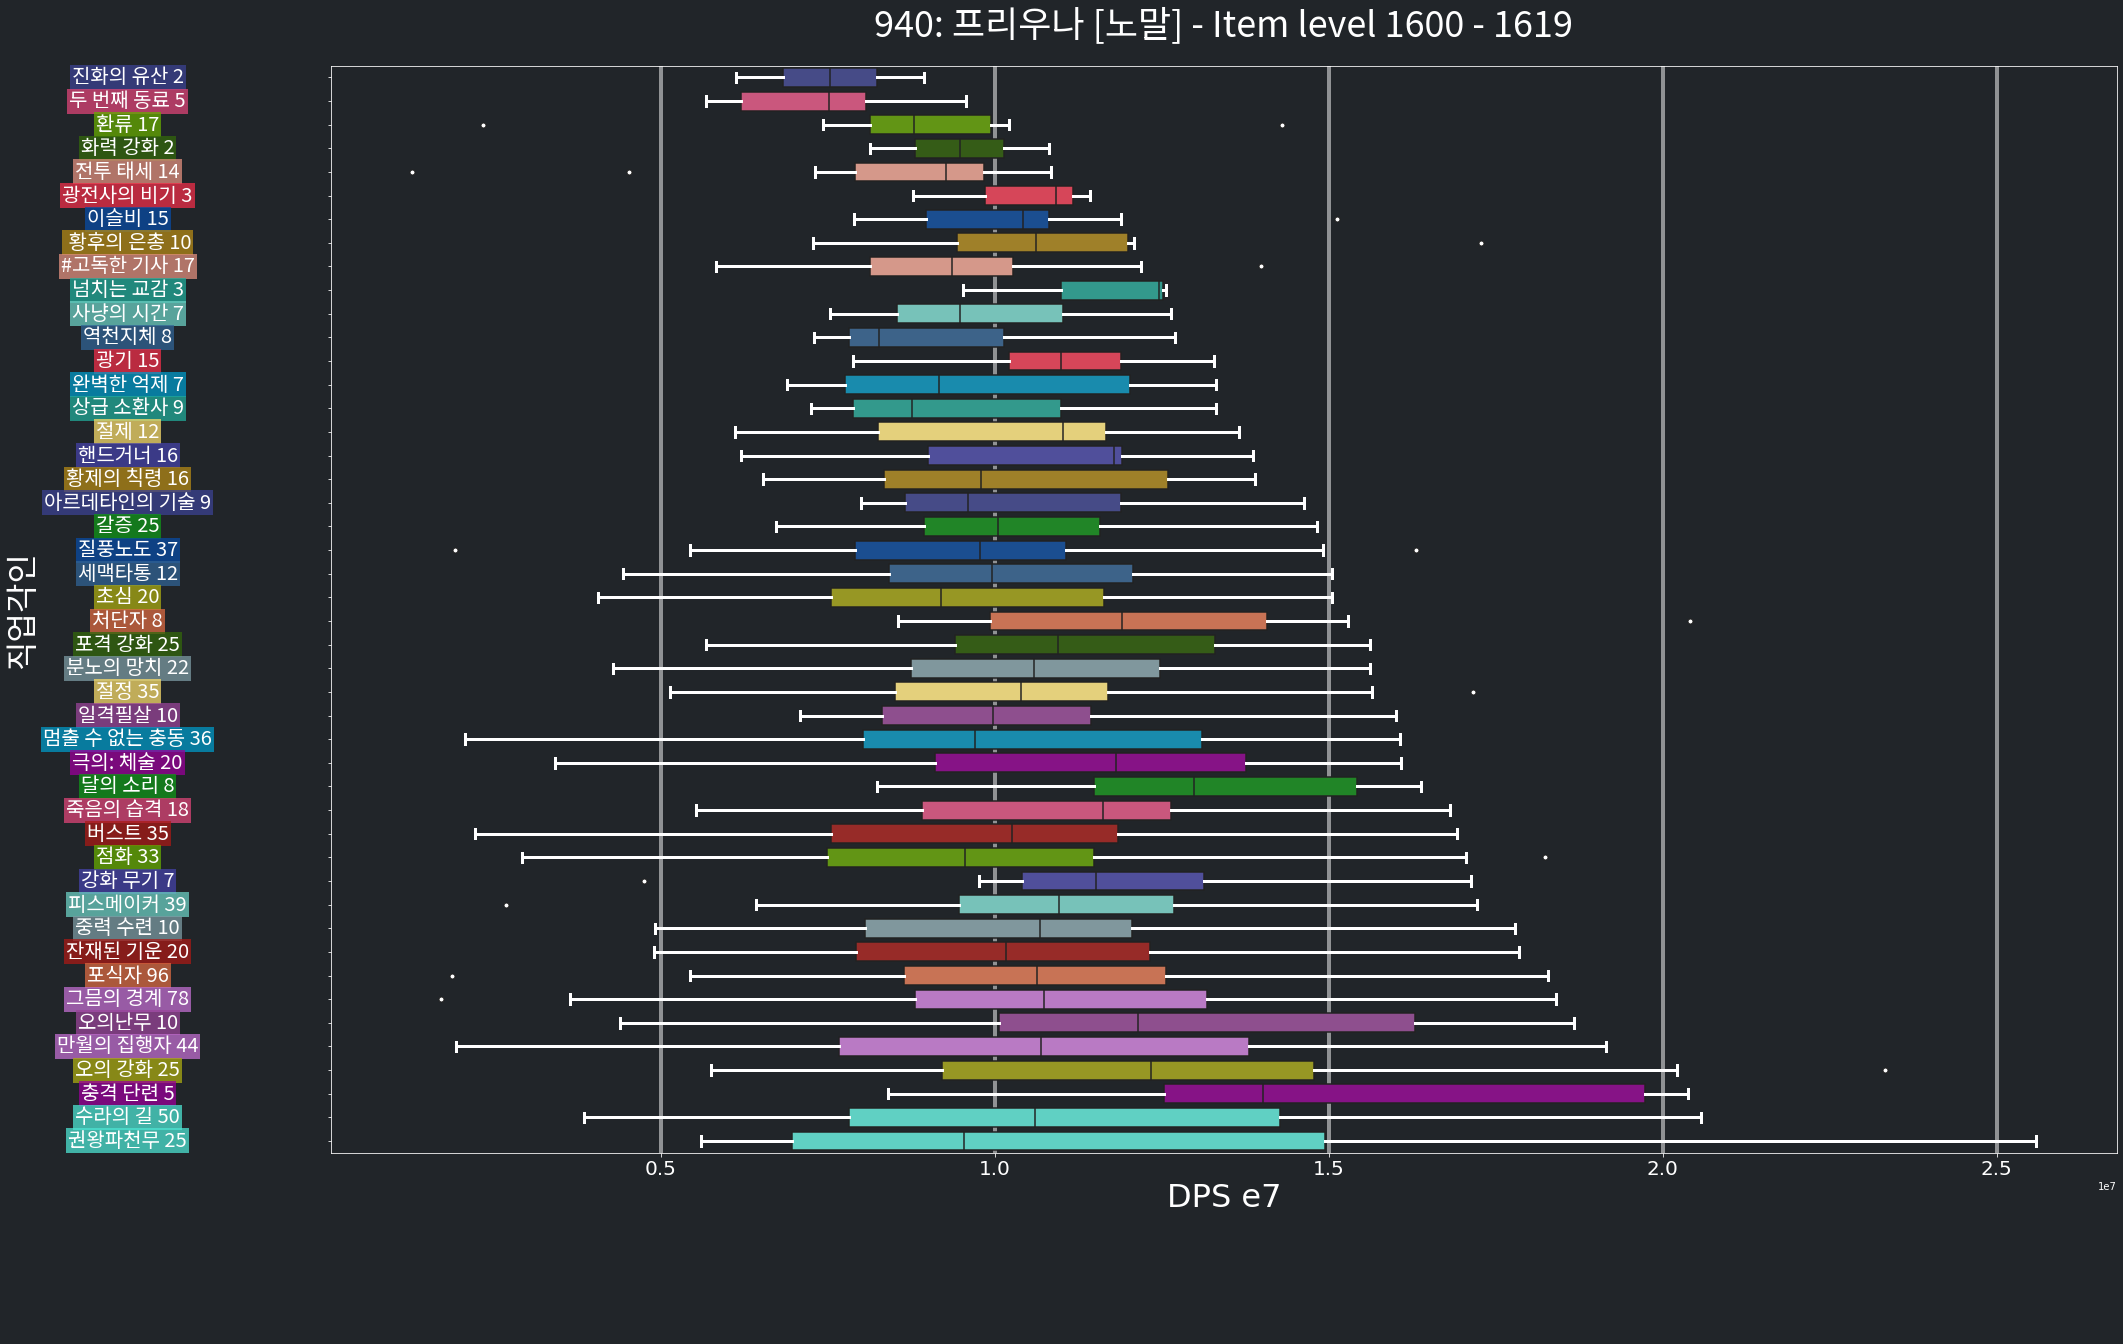 940: 프리우나 [노말] - Item level 1600 - 1619
진화의 유산 2
두 번째 동료 5
환류 17
화력 강화 2
전투 태세 14
광전사의 비기 3
이슬비 15
황후의 은총 10
#고독한 기사 17
넘치는 교감 3
사냥의 시간 7
역천지체 8
광기 15
완벽한 억제 7
상급 소환사 9
절제 12
핸드거너 16
황제의 칙령 16
아르데타인의 기술 9
갈증 25
질풍노도 37
세맥타통 12
초심 20
처단자 8
포격 강화 25
분노의 망치 22
절정 35
일격필살 10
멈출 수 없는 충동 36
극의: 체술 20
달의 소리 8
죽음의 습격 18
버스트 35
점화 33
강화 무기 7
피스메이커 39
중력 수련 10
잔재된 기운 20
포식자 96
그믐의 경계 78
오의난무 10
만월의 집행자 44
오의 강화 25
충격 단련 5
수라의 길 50
권왕파천무 25
직업각인
0.5 1.0 1.5 2.0 2.5
DPS e7
1e7